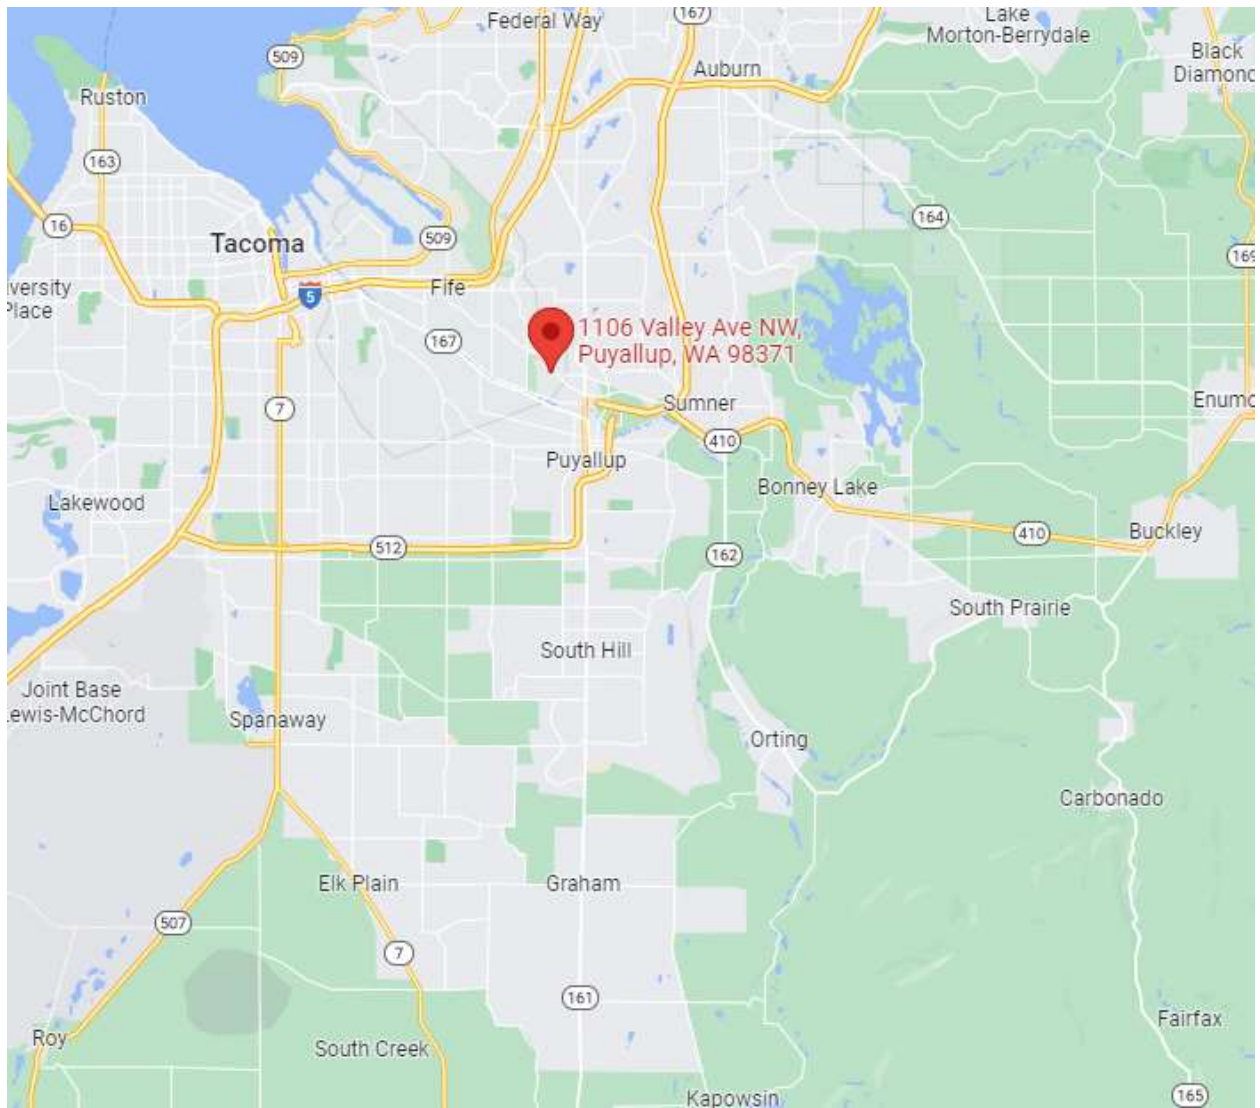 Federal Way
167
Lake
Morton-Berrydale
509
Black
Diamond
Auburn
Ruston
163
164
16
Tacoma
509
169
iversity
Place
Fife
5
1106 Valley Ave NW,
Puyallup, WA 98371
167
7
Sumner
Enumc
410
Puyallup
Bonney Lake
Lakewood
410
Buckley
512
162
South Prairie
South Hill
Joint Base
Lewis-McChord
Spanaway
Orting
Carbonado
Elk Plain
Graham
507
7
161
Fairfax
Roy
South Creek
Kapowsin
165